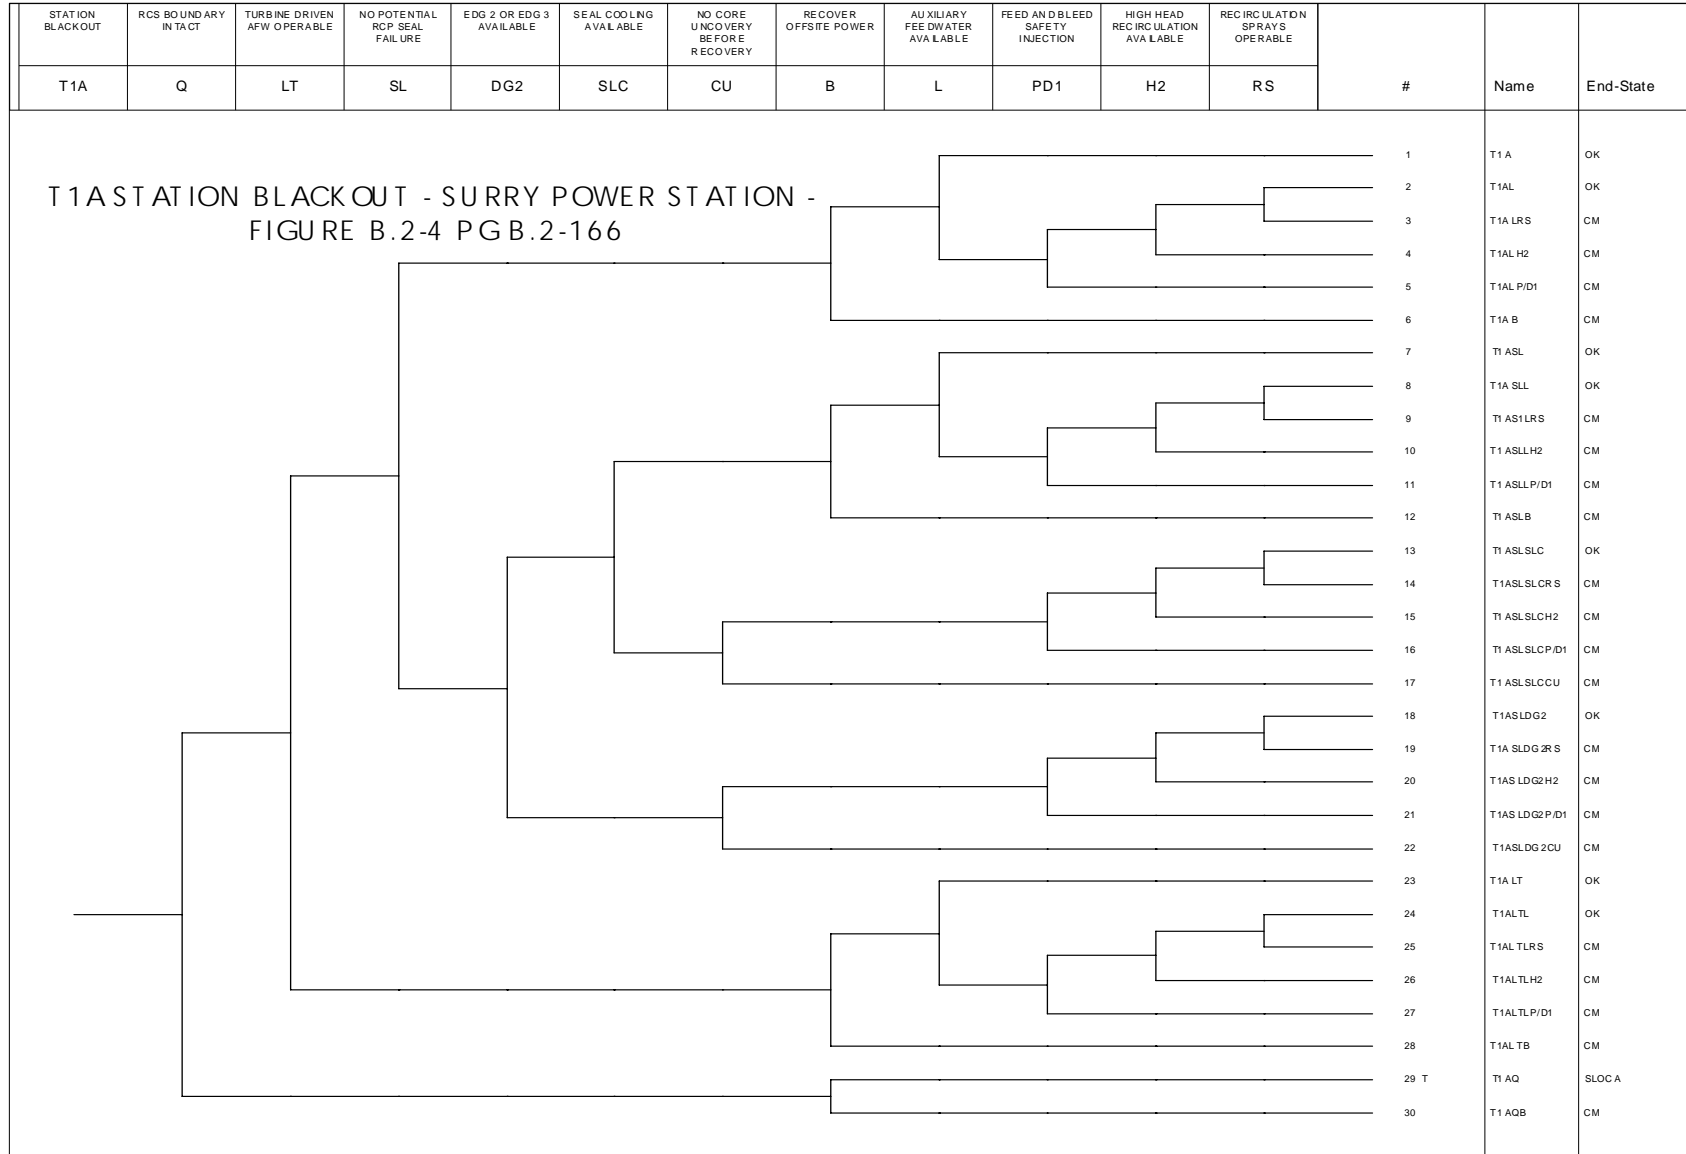 STATION BLACKOUT
RCS BOUNDARY INTACT
TURBINE DRIVEN AFW OPERABLE
NO POTENTIAL RCP SEAL FAILURE
EDG 2 OR EDG 3 AVAILABLE
SEAL COOLING AVAILABLE
NO CORE UNCOVERY BEFORE RECOVERY
RECOVER OFFSITE POWER
AUXILIARY FEEDWATER AVAILABLE
FEED AND BLEED SAFETY INJECTION
HIGH HEAD RECIRCULATION AVAILABLE
RECIRCULATION SPRAYS OPERABLE
T1A Q LT SL DG2 SLC CU B L PD1 H2 RS # Name End-State
T1A STATION BLACKOUT - SURRY POWER STATION -
FIGURE B.2-4 PG B.2-166
1 T1A OK
2 T1AL OK
3 T1ALRS CM
4 T1ALH2 CM
5 T1ALP/D1 CM
6 T1AB CM
7 T1ASL OK
8 T1ASLL OK
9 T1AS1LRS CM
10 T1ASLLH2 CM
11 T1ASLLP/D1 CM
12 T1ASLB CM
13 T1ASLSLC OK
14 T1ASLSLCRS CM
15 T1ASLSLCH2 CM
16 T1ASLSLCP/D1 CM
17 T1ASLSLCCU CM
18 T1ASLDG2 OK
19 T1ASLDG2RS CM
20 T1ASLDG2H2 CM
21 T1ASLDG2P/D1 CM
22 T1ASLDG2CU CM
23 T1ALT OK
24 T1ALTL OK
25 T1ALTLRS CM
26 T1ALTLH2 CM
27 T1ALTLP/D1 CM
28 T1ALTB CM
29 T T1AQ SLOCA
30 T1AQB CM